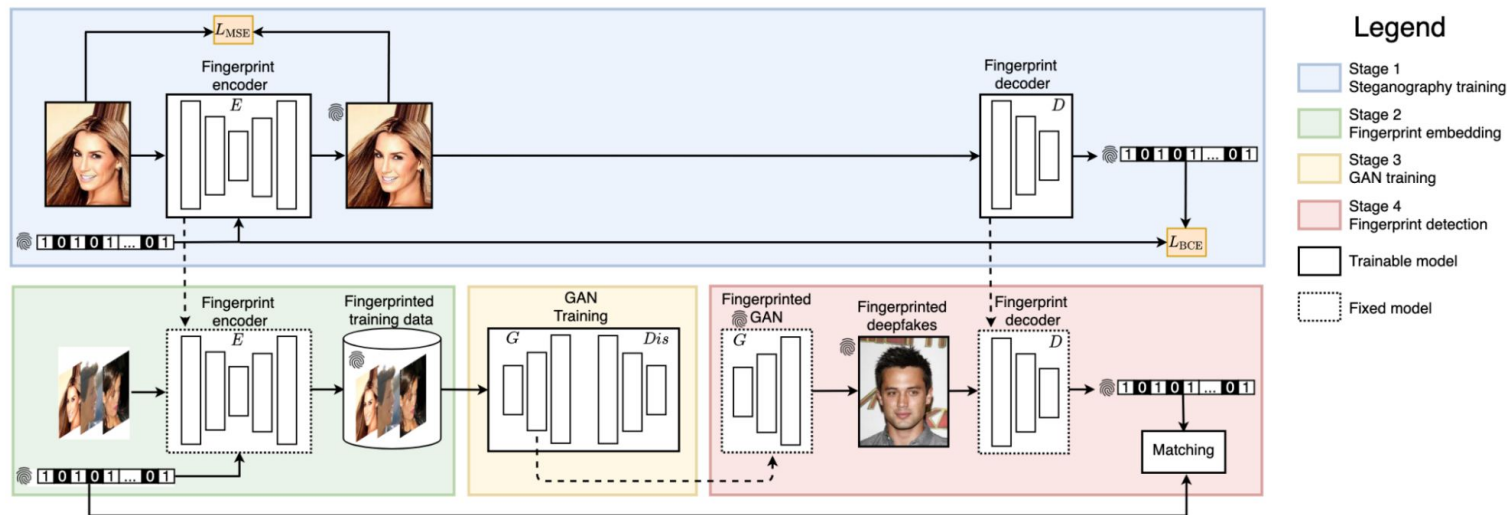 L_MSE
Fingerprint
encoder
E
Fingerprint
decoder
D
1 0 1 0 1 ... 0 1
1 0 1 0 1 ... 0 1
L_BCE
Fingerprint
encoder
E
Fingerprinted
training data
1 0 1 0 1 ... 0 1
GAN
Training
G
Dis
Fingerprinted
GAN
G
Fingerprinted
deepfakes
Fingerprint
decoder
D
1 0 1 0 1 ... 0 1
Matching
Legend
Stage 1
Steganography training
Stage 2
Fingerprint embedding
Stage 3
GAN training
Stage 4
Fingerprint detection
Trainable model
Fixed model